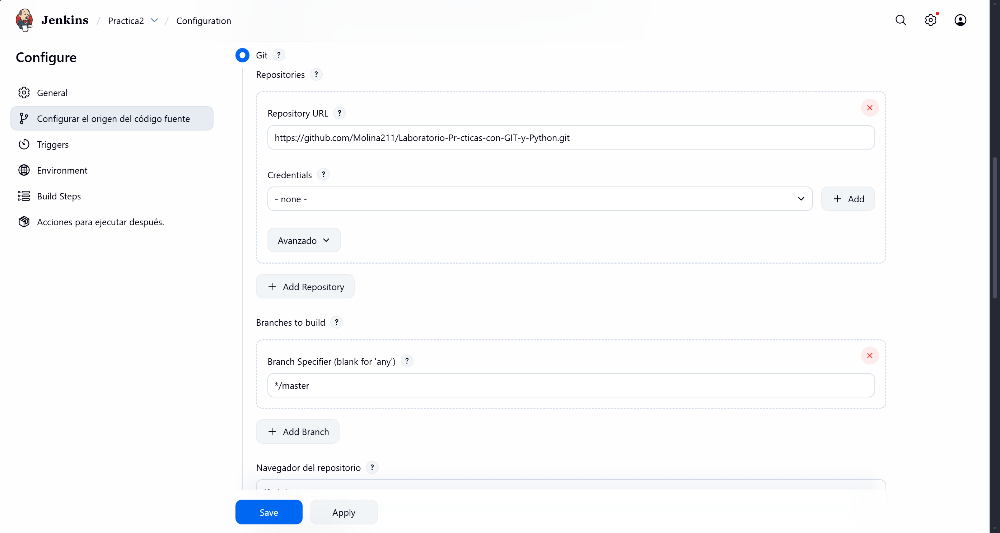 Jenkins / Practica2 / Configuration
Configure
General
Configurar el origen del código fuente
Triggers
Environment
Build Steps
Acciones para ejecutar después.
Git ?
Repositories ?
Repository URL ?
https://github.com/Molina211/Laboratorio-Pr-cticas-con-GIT-y-Python.git
Credentials ?
- none -
+ Add
Avanzado
+ Add Repository
Branches to build ?
Branch Specifier (blank for 'any') ?
*/master
+ Add Branch
Navegador del repositorio ?
Save
Apply